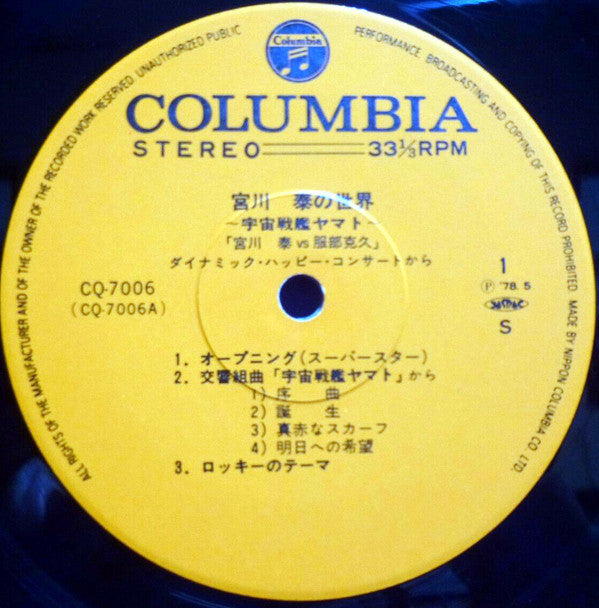 ALL RIGHTS OF THE MANUFACTURER AND OF THE OWNER OF THE RECORDED WORK RESERVED. UNAUTHORIZED PUBLIC PERFORMANCE, BROADCASTING AND COPYING OF THIS RECORD PROHIBITED. MADE BY NIPPON COLUMBIA CO. LTD.
Columbia
COLUMBIA
STEREO 33⅓RPM
宮川 泰の世界
～宇宙戦艦ヤマト～
「宮川 泰 vs 服部克久」
ダイナミック・ハッピー・コンサートから
CQ-7006
(CQ-7006A)
1
Ⓟ '78. 5
JASRAC
S
1. オープニング(スーパースター)
2. 交響組曲「宇宙戦艦ヤマト」から
1) 序 曲
2) 誕 生
3) 真赤なスカーフ
4) 明日への希望
3. ロッキーのテーマ